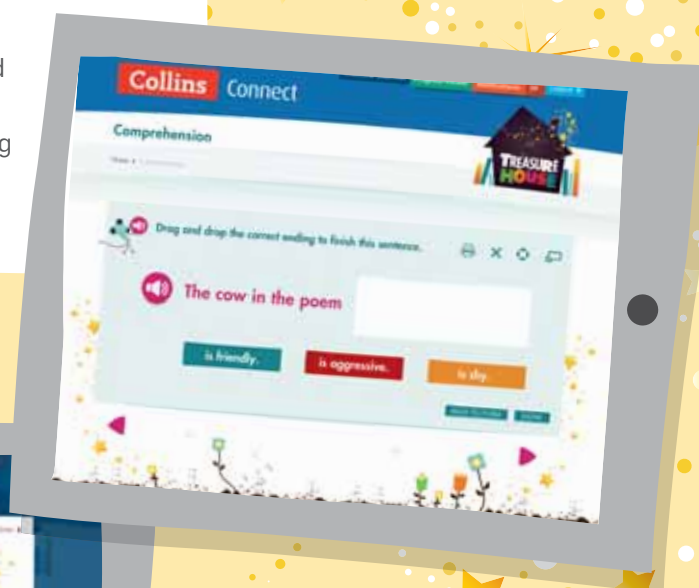 d
g
Collins Connect
TREASURE
HOUSE
Comprehension
Drag and drop the correct ending to finish this sentence.
The cow in the poem
is friendly.
is aggressive.
is shy.